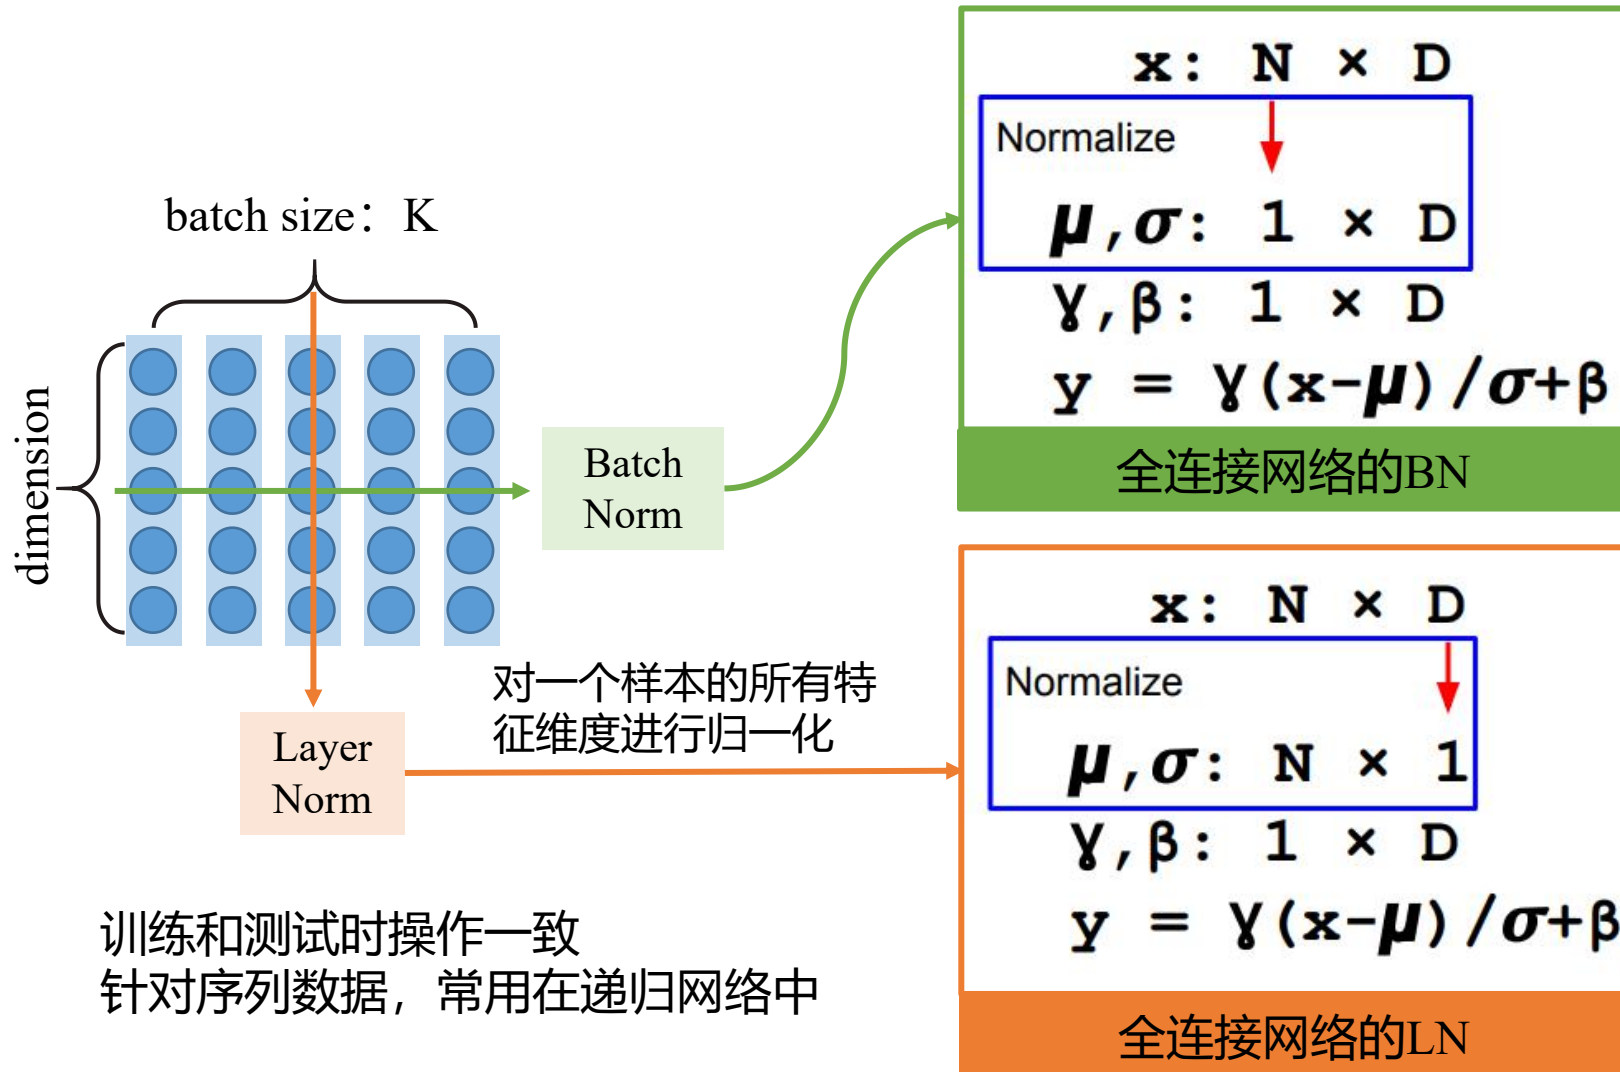 batch size：K
dimension
Batch
Norm
Layer
Norm
对一个样本的所有特
征维度进行归一化
训练和测试时操作一致
针对序列数据，常用在递归网络中
x: N × D
Normalize
μ,σ: 1 × D
γ,β: 1 × D
y = γ(x-μ)/σ+β
全连接网络的BN
x: N × D
Normalize
μ,σ: N × 1
γ,β: 1 × D
y = γ(x-μ)/σ+β
全连接网络的LN